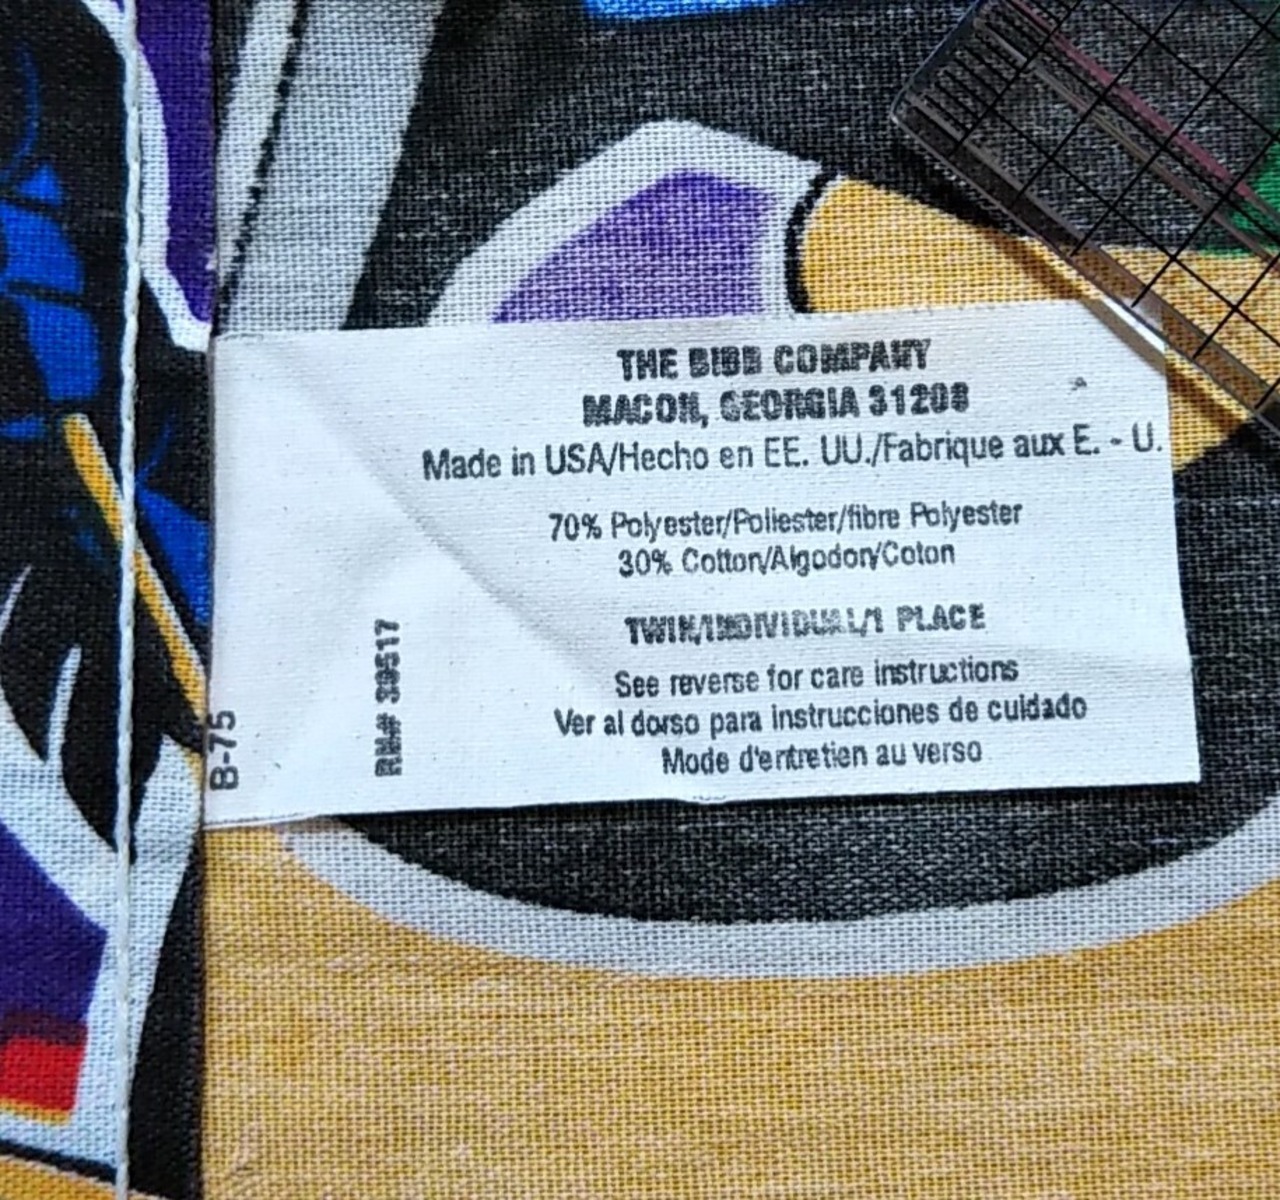 THE BIBB COMPANY
MACON, GEORGIA 31208
Made in USA/Hecho en EE. UU./Fabrique aux E. - U.
70% Polyester/Poliester/fibre Polyester
30% Cotton/Algodon/Coton
TWIN/INDIVIDUAL/1 PLACE
See reverse for care instructions
Ver al dorso para instrucciones de cuidado
Mode d'entretien au verso
RN# 30517
B-75